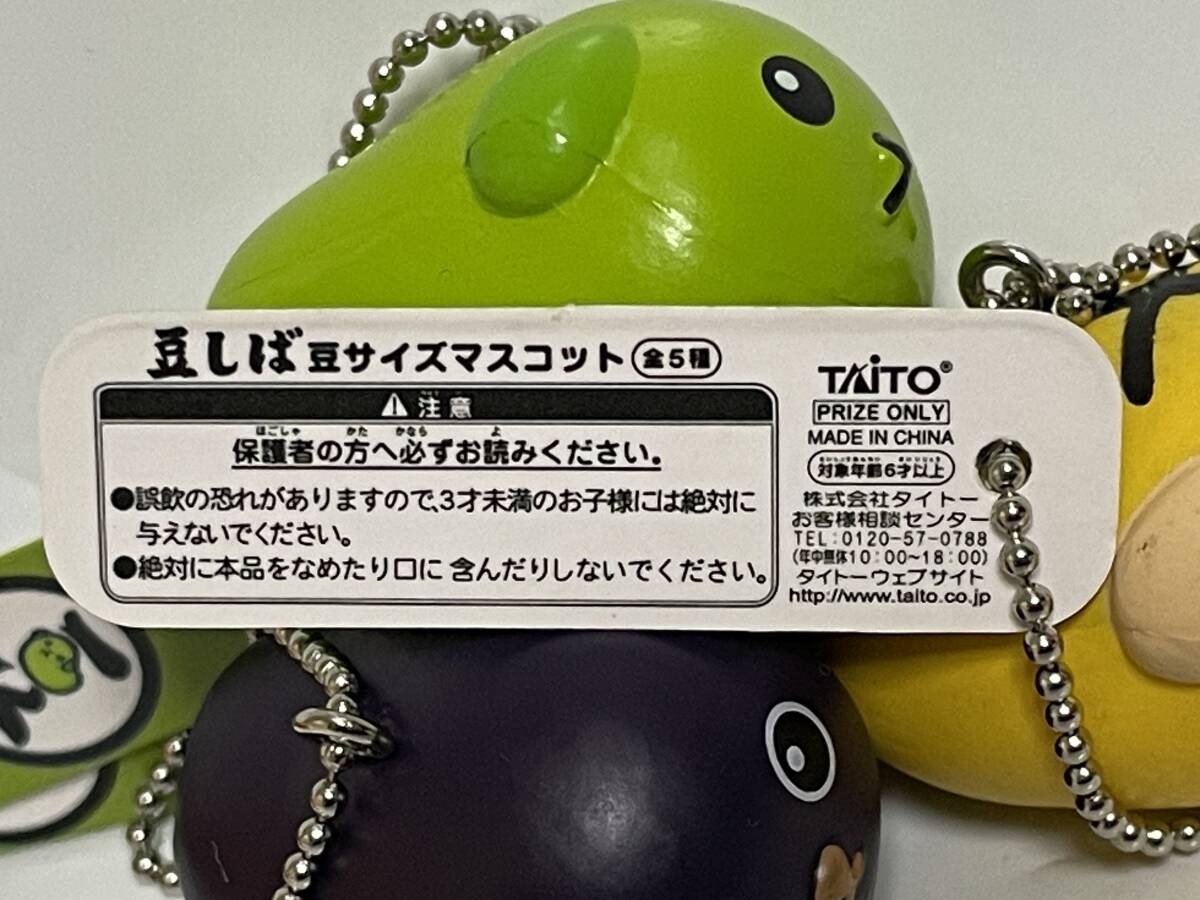 豆しば 豆サイズマスコット 全5種
注意
保護者の方へ必ずお読みください。
●誤飲の恐れがありますので、3才未満のお子様には絶対に
与えないでください。
●絶対に本品をなめたり口に含んだりしないでください。
TAITO®
PRIZE ONLY
MADE IN CHINA
対象年齢6才以上
株式会社タイトー
お客様相談センター
TEL:0120-57-0788
(年中無休10:00~18:00)
タイトーウェブサイト
http://www.taito.co.jp